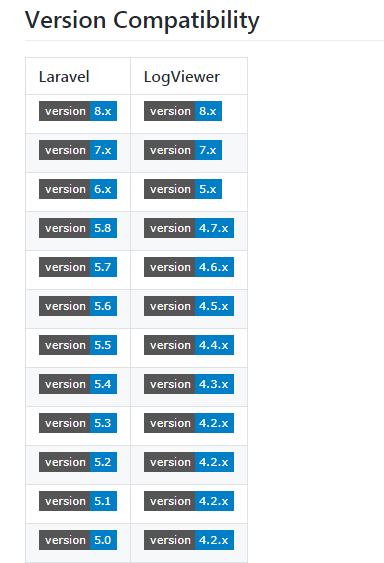 Version Compatibility
Laravel LogViewer
version 8.x version 8.x
version 7.x version 7.x
version 6.x version 5.x
version 5.8 version 4.7.x
version 5.7 version 4.6.x
version 5.6 version 4.5.x
version 5.5 version 4.4.x
version 5.4 version 4.3.x
version 5.3 version 4.2.x
version 5.2 version 4.2.x
version 5.1 version 4.2.x
version 5.0 version 4.2.x